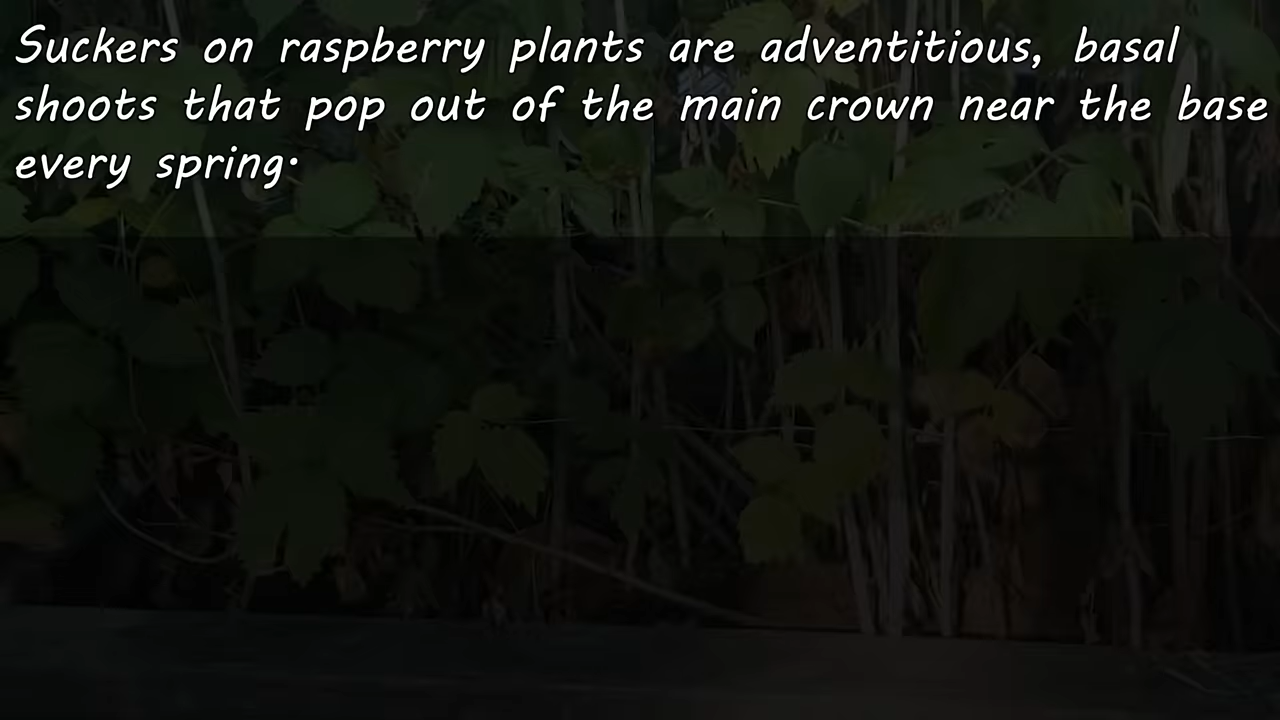 Suckers on raspberry plants are adventitious, basal
shoots that pop out of the main crown near the base
every spring.